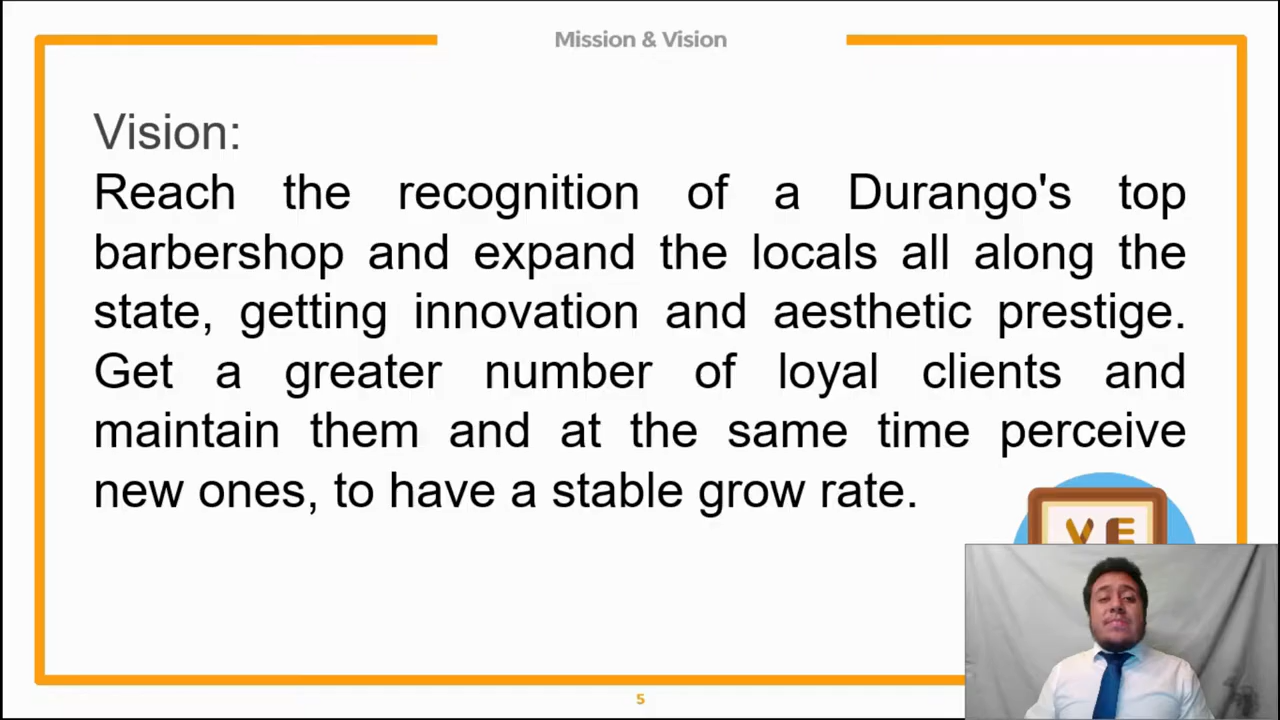 Mission & Vision
Vision:
Reach the recognition of a Durango's top
barbershop and expand the locals all along the
state, getting innovation and aesthetic prestige.
Get a greater number of loyal clients and
maintain them and at the same time perceive
new ones, to have a stable grow rate.
V E
5